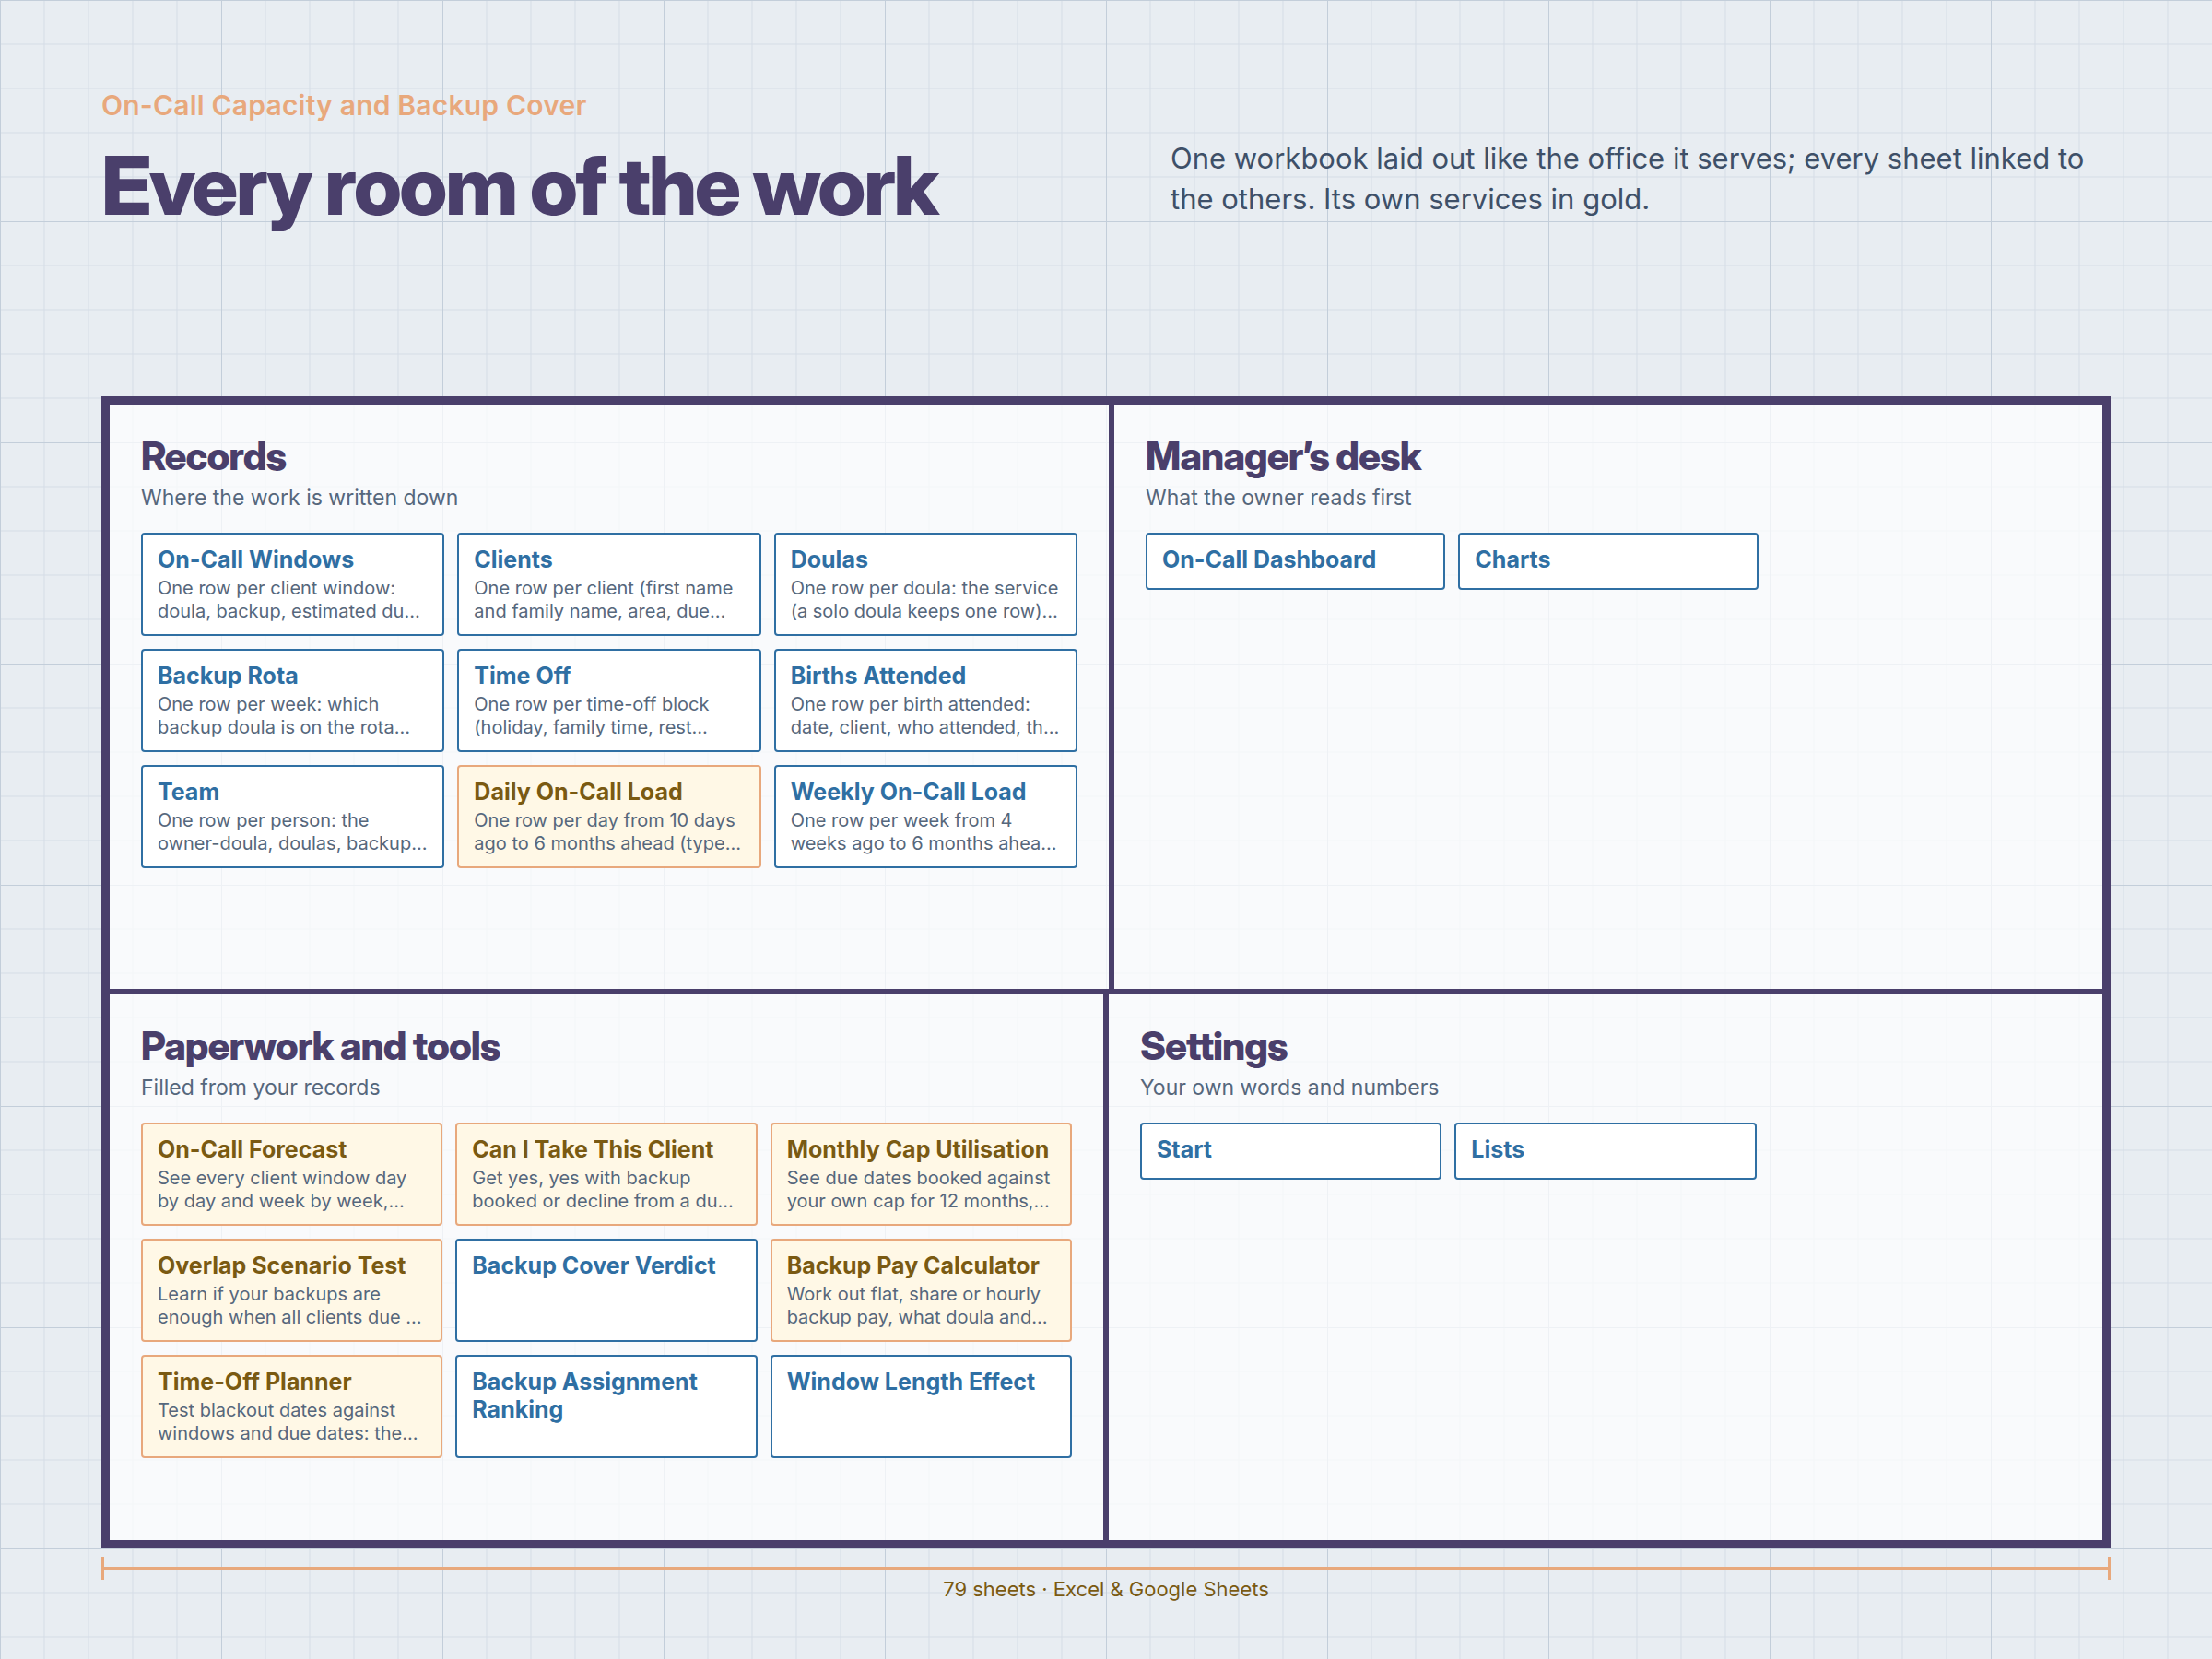 On-Call Capacity and Backup Cover
Every room of the work
One workbook laid out like the office it serves; every sheet linked to
the others. Its own services in gold.
Records
Where the work is written down
On-Call Windows
One row per client window:
doula, backup, estimated du...
Clients
One row per client (first name
and family name, area, due...
Doulas
One row per doula: the service
(a solo doula keeps one row)...
Backup Rota
One row per week: which
backup doula is on the rota...
Time Off
One row per time-off block
(holiday, family time, rest...
Births Attended
One row per birth attended:
date, client, who attended, th...
Team
One row per person: the
owner-doula, doulas, backup...
Daily On-Call Load
One row per day from 10 days
ago to 6 months ahead (type...
Weekly On-Call Load
One row per week from 4
weeks ago to 6 months ahea...
Manager's desk
What the owner reads first
On-Call Dashboard
Charts
Paperwork and tools
Filled from your records
On-Call Forecast
See every client window day
by day and week by week,...
Can I Take This Client
Get yes, yes with backup
booked or decline from a du...
Monthly Cap Utilisation
See due dates booked against
your own cap for 12 months,...
Overlap Scenario Test
Learn if your backups are
enough when all clients due ...
Backup Cover Verdict
Backup Pay Calculator
Work out flat, share or hourly
backup pay, what doula and...
Time-Off Planner
Test blackout dates against
windows and due dates: the...
Backup Assignment
Ranking
Window Length Effect
Settings
Your own words and numbers
Start
Lists
79 sheets · Excel & Google Sheets